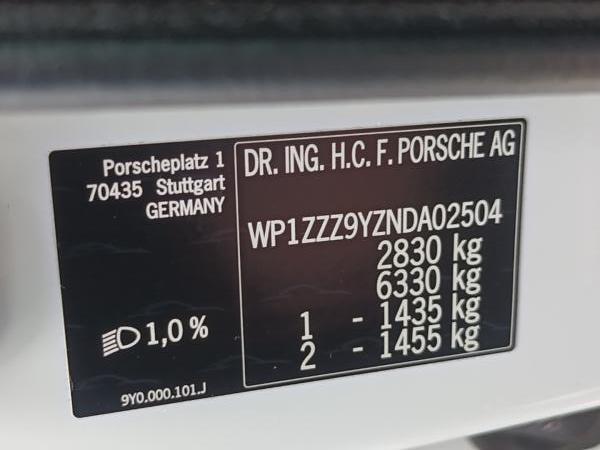 Porscheplatz 1
70435 Stuttgart
GERMANY
1,0 %
9Y0.000.101.J
DR. ING. H.C. F. PORSCHE AG
WP1ZZZ9YZNDA02504
2830 kg
6330 kg
1 - 1435 kg
2 - 1455 kg